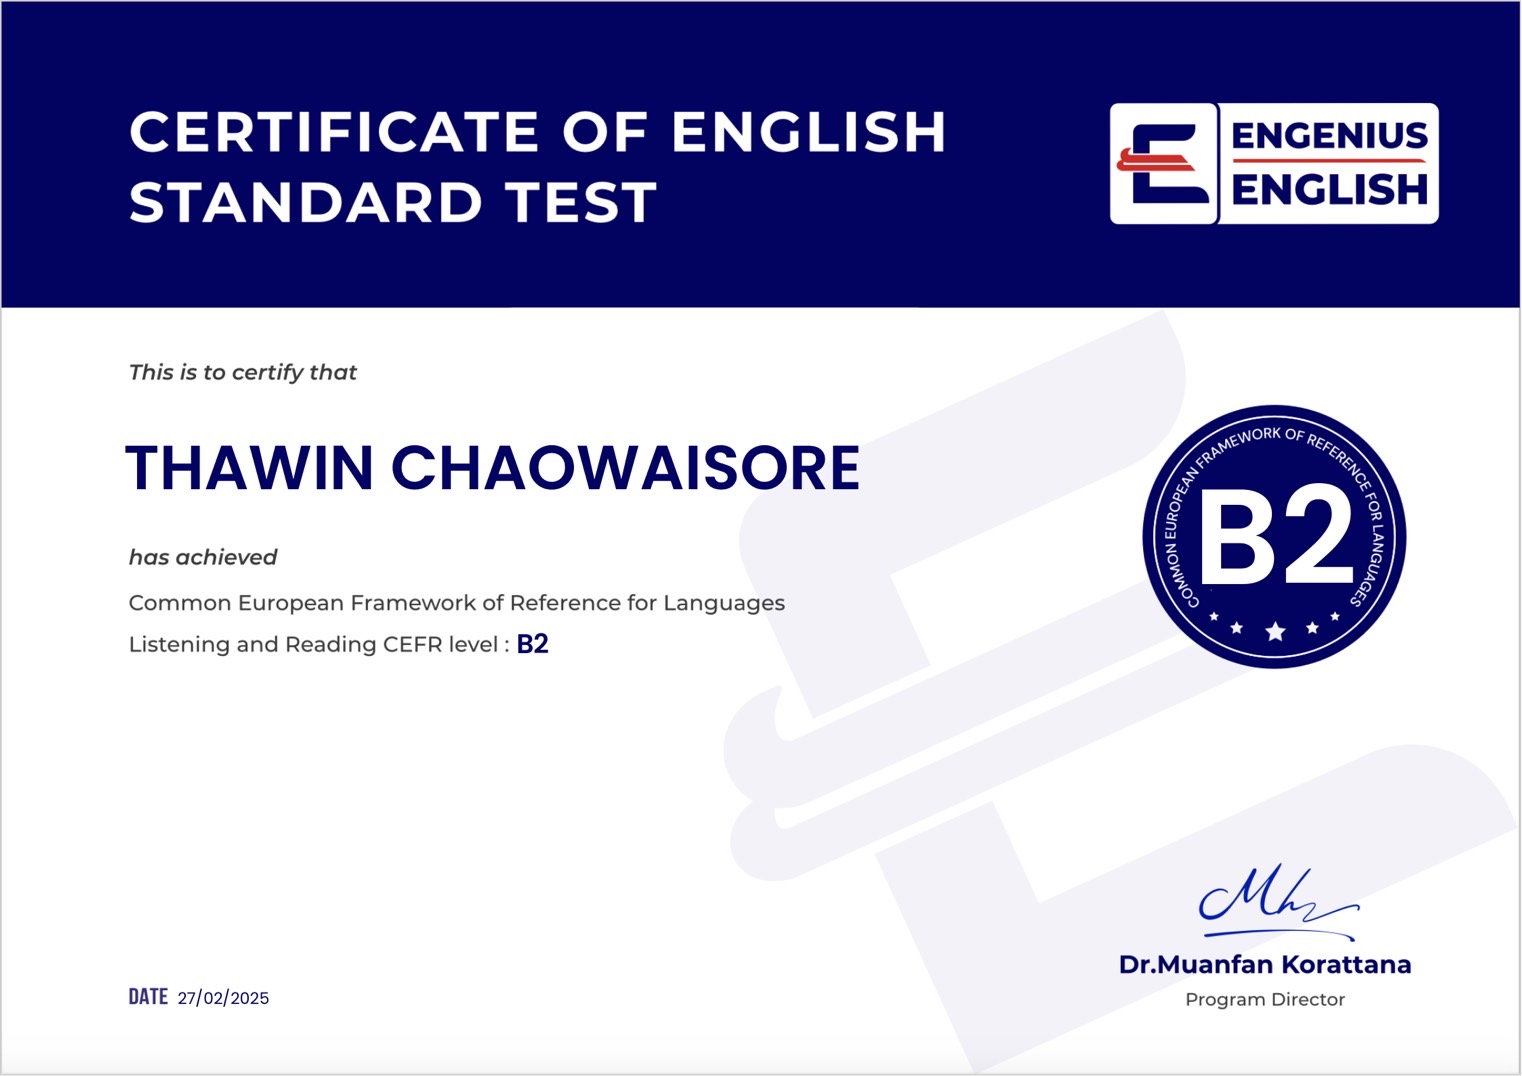 CERTIFICATE OF ENGLISH
STANDARD TEST
ENGENIUS
ENGLISH
This is to certify that
THAWIN CHAOWAISORE
has achieved
Common European Framework of Reference for Languages
Listening and Reading CEFR level : B2
COMMON EUROPEAN FRAMEWORK OF REFERENCE FOR LANGUAGES
B2
Dr.Muanfan Korattana
Program Director
DATE 27/02/2025